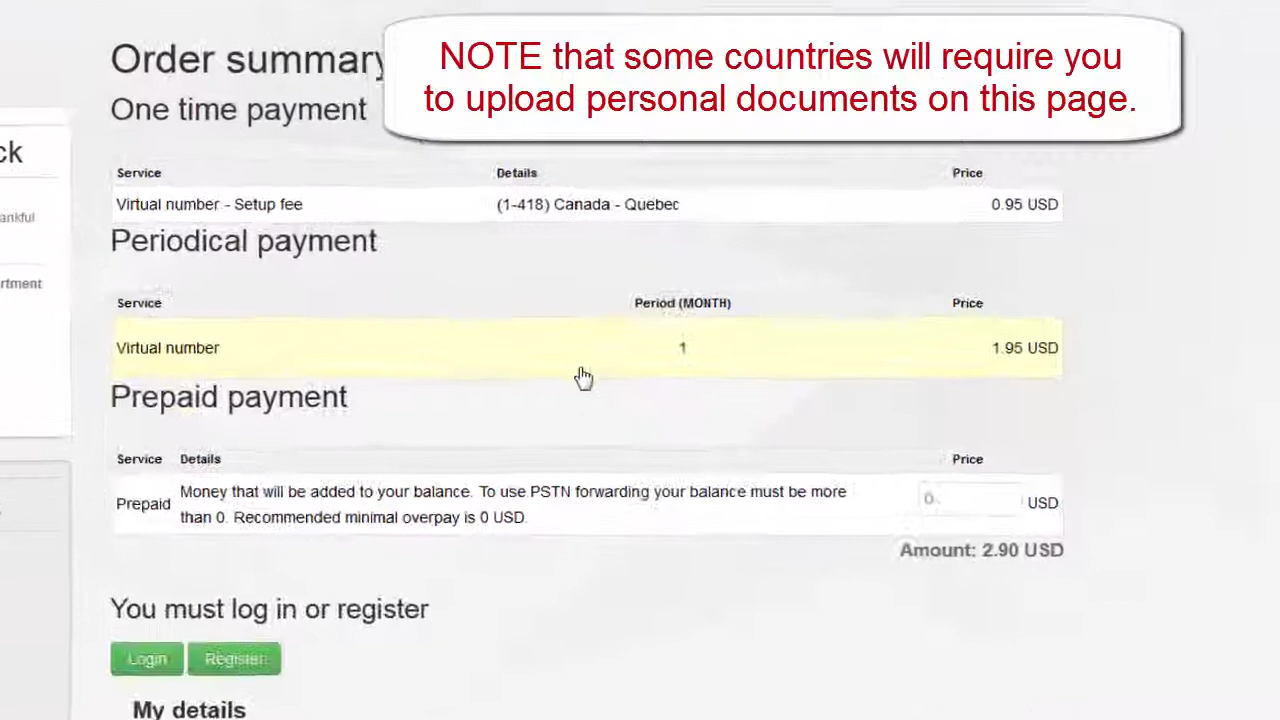 Order summary
NOTE that some countries will require you
to upload personal documents on this page.
One time payment
ck
Service Details Price
Virtual number - Setup fee (1-418) Canada - Quebec 0.95 USD
ankful
Periodical payment
rtment
Service Period (MONTH) Price
Virtual number 1 1.95 USD
Prepaid payment
Service Details Price
Prepaid Money that will be added to your balance. To use PSTN forwarding your balance must be more
than 0. Recommended minimal overpay is 0 USD.
0 USD
Amount: 2.90 USD
You must log in or register
Login Register
My details